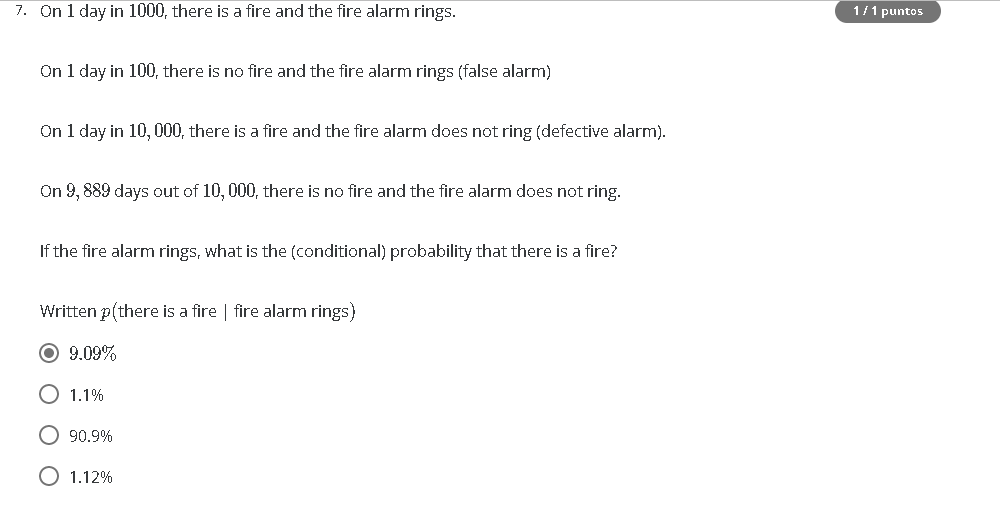 7. On 1 day in 1000, there is a fire and the fire alarm rings.
1 / 1 puntos
On 1 day in 100, there is no fire and the fire alarm rings (false alarm)
On 1 day in 10, 000, there is a fire and the fire alarm does not ring (defective alarm).
On 9, 889 days out of 10, 000, there is no fire and the fire alarm does not ring.
If the fire alarm rings, what is the (conditional) probability that there is a fire?
Written p(there is a fire | fire alarm rings)
9.09%
1.1%
90.9%
1.12%